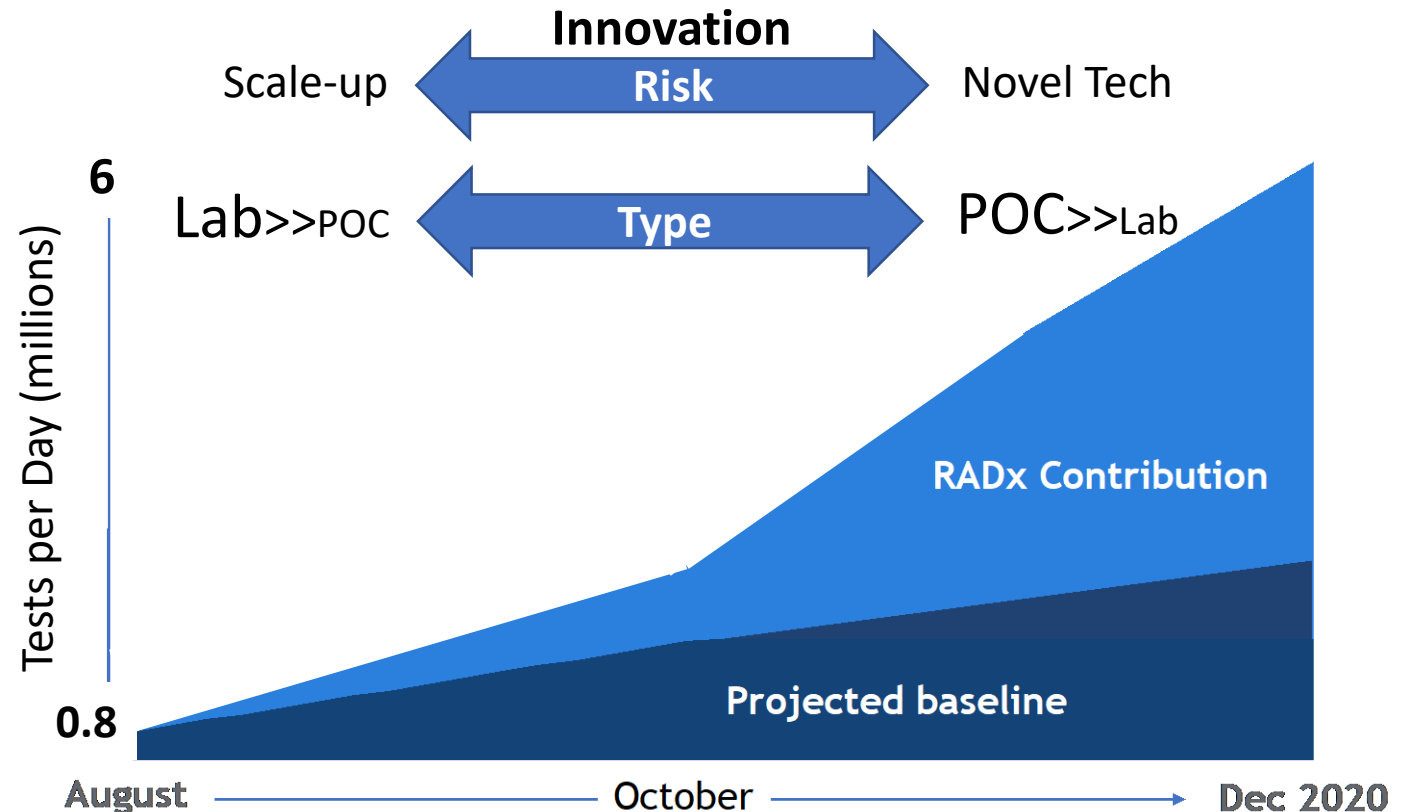 Innovation
Scale-up
Risk
Novel Tech
6
Lab>>POC
Type
POC>>Lab
Tests per Day (millions)
RADx Contribution
Projected baseline
0.8
August
October
Dec 2020